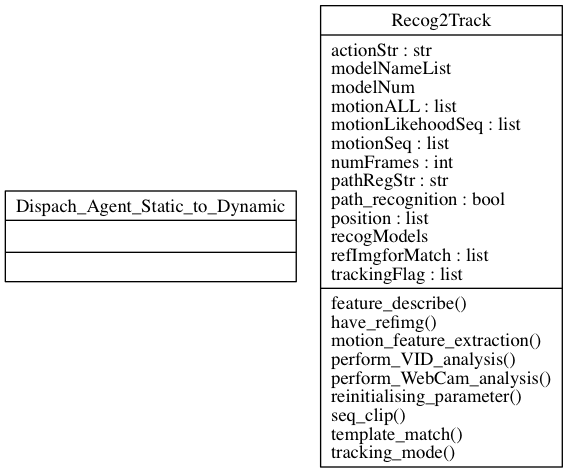 Dispach_Agent_Static_to_Dynamic
Recog2Track
actionStr : str
modelNameList
modelNum
motionALL : list
motionLikehoodSeq : list
motionSeq : list
numFrames : int
pathRegStr : str
path_recognition : bool
position : list
recogModels
refImgforMatch : list
trackingFlag : list
feature_describe()
have_refimg()
motion_feature_extraction()
perform_VID_analysis()
perform_WebCam_analysis()
reinitialising_parameter()
seq_clip()
template_match()
tracking_mode()